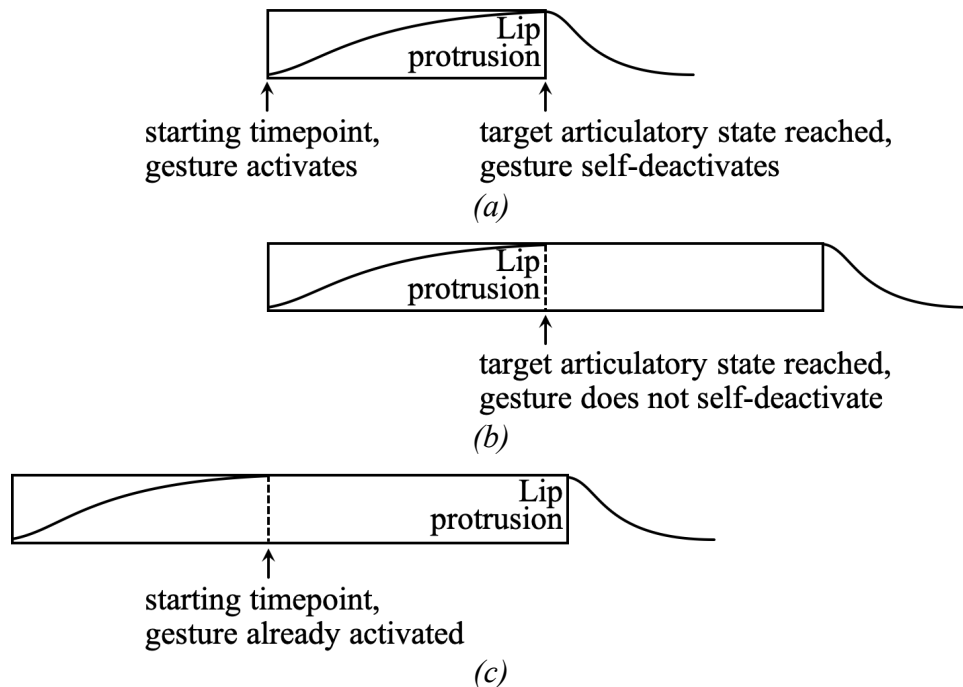 Lip
protrusion
starting timepoint,
gesture activates
target articulatory state reached,
gesture self-deactivates
(a)
Lip
protrusion
target articulatory state reached,
gesture does not self-deactivate
(b)
Lip
protrusion
starting timepoint,
gesture already activated
(c)